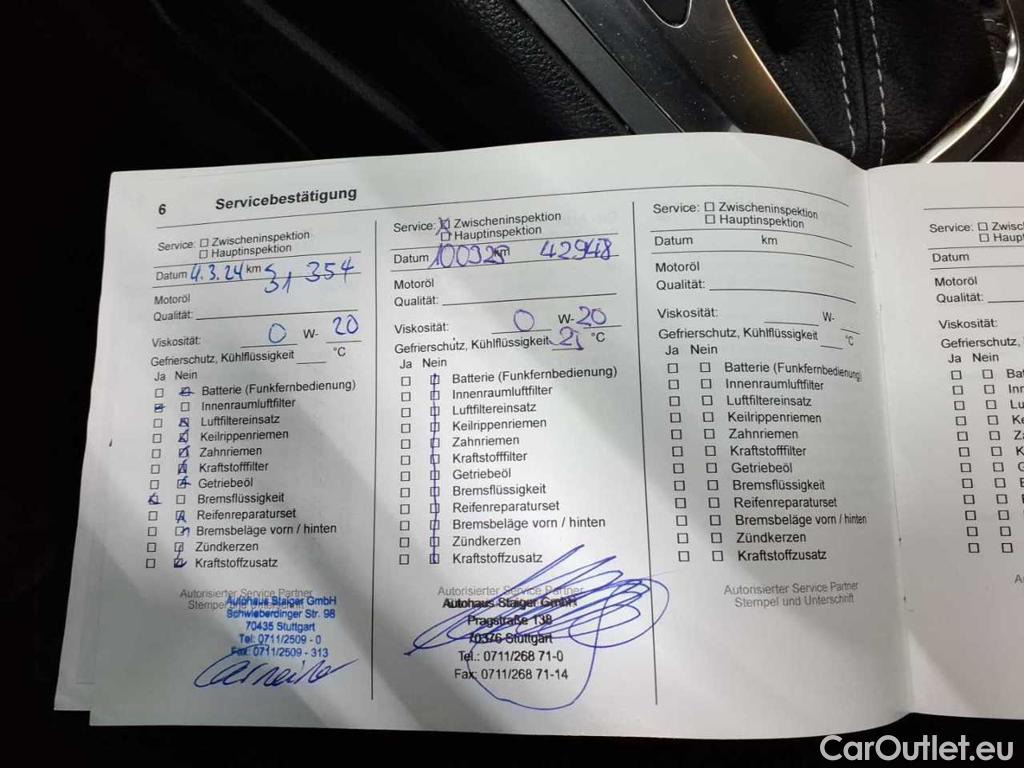 6 Servicebestätigung
Service: Zwischeninspektion
Hauptinspektion
Datum 4.3.24 km 31 354
Motoröl
Qualität:
Viskosität: 0 W- 20
Gefrierschutz, Kühlflüssigkeit °C
Ja Nein
Batterie (Funkfernbedienung)
Innenraumluftfilter
Luftfiltereinsatz
Keilrippenriemen
Zahnriemen
Kraftstofffilter
Getriebeöl
Bremsflüssigkeit
Reifenreparaturset
Bremsbeläge vorn / hinten
Zündkerzen
Kraftstoffzusatz
Autorisierter Service Partner
Autohaus Staiger GmbH
Schwieberdinger Str. 98
70435 Stuttgart
Tel: 0711/2509 - 0
Fax: 0711/2509 - 313
Service: Zwischeninspektion
Hauptinspektion
Datum 100325 km 42948
Motoröl
Qualität:
Viskosität: 0 W- 20
Gefrierschutz, Kühlflüssigkeit 25 °C
Ja Nein
Batterie (Funkfernbedienung)
Innenraumluftfilter
Luftfiltereinsatz
Keilrippenriemen
Zahnriemen
Kraftstofffilter
Getriebeöl
Bremsflüssigkeit
Reifenreparaturset
Bremsbeläge vorn / hinten
Zündkerzen
Kraftstoffzusatz
Autorisierter Service Partner
Autohaus Staiger GmbH
Pragstraße 138
70376 Stuttgart
Tel.: 0711/268 71-0
Fax: 0711/268 71-14
Service: Zwischeninspektion
Hauptinspektion
Datum km
Motoröl
Qualität:
Viskosität: W-
Gefrierschutz, Kühlflüssigkeit °C
Ja Nein
Batterie (Funkfernbedienung)
Innenraumluftfilter
Luftfiltereinsatz
Keilrippenriemen
Zahnriemen
Kraftstofffilter
Getriebeöl
Bremsflüssigkeit
Reifenreparaturset
Bremsbeläge vorn / hinten
Zündkerzen
Kraftstoffzusatz
Autorisierter Service Partner
Stempel und Unterschrift
Datum
Motoröl
Qualität:
Viskosität:
Ja Nein
CarOutlet.eu